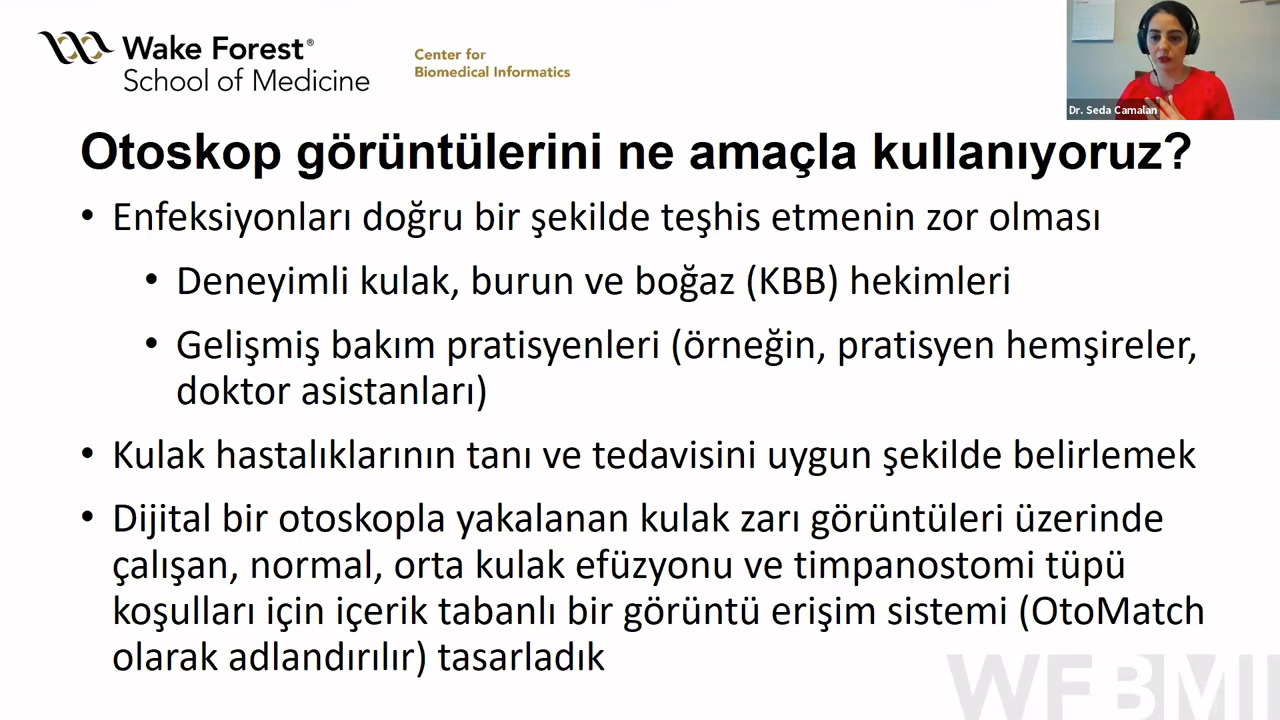 Wake Forest®
School of Medicine
Center for
Biomedical Informatics
Dr. Seda Camalan
Otoskop görüntülerini ne amaçla kullanıyoruz?
• Enfeksiyonları doğru bir şekilde teşhis etmenin zor olması
• Deneyimli kulak, burun ve boğaz (KBB) hekimleri
• Gelişmiş bakım pratisyenleri (örneğin, pratisyen hemşireler,
doktor asistanları)
• Kulak hastalıklarının tanı ve tedavisini uygun şekilde belirlemek
• Dijital bir otoskopla yakalanan kulak zarı görüntüleri üzerinde
çalışan, normal, orta kulak efüzyonu ve timpanostomi tüpü
koşulları için içerik tabanlı bir görüntü erişim sistemi (OtoMatch
olarak adlandırılır) tasarladık
WFBMI